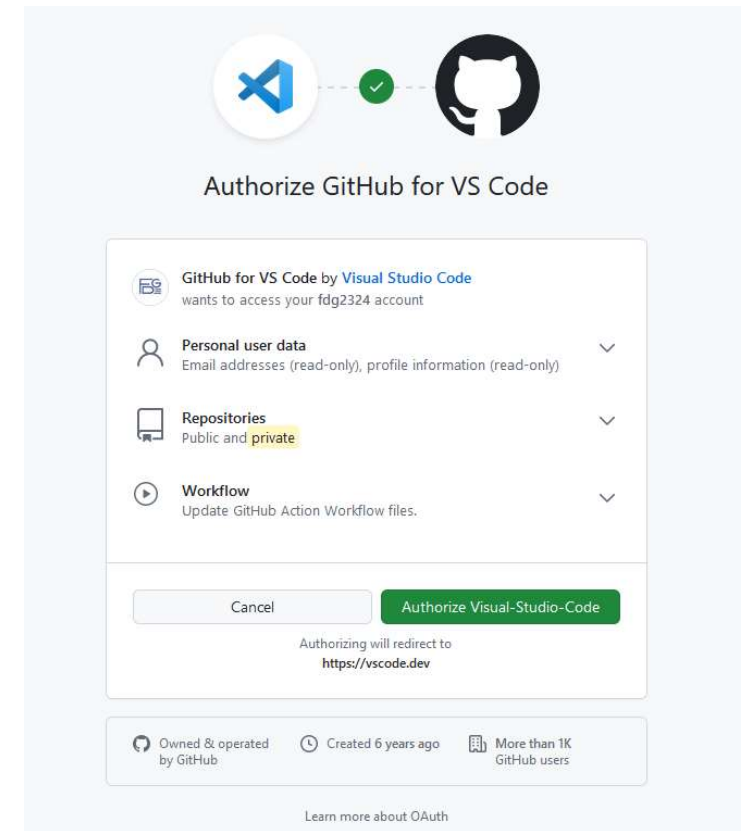 Authorize GitHub for VS Code
GitHub for VS Code by Visual Studio Code
wants to access your fdg2324 account
Personal user data
Email addresses (read-only), profile information (read-only)
Repositories
Public and private
Workflow
Update GitHub Action Workflow files.
Cancel
Authorize Visual-Studio-Code
Authorizing will redirect to
https://vscode.dev
Owned & operated
by GitHub
Created 6 years ago
More than 1K
GitHub users
Learn more about OAuth